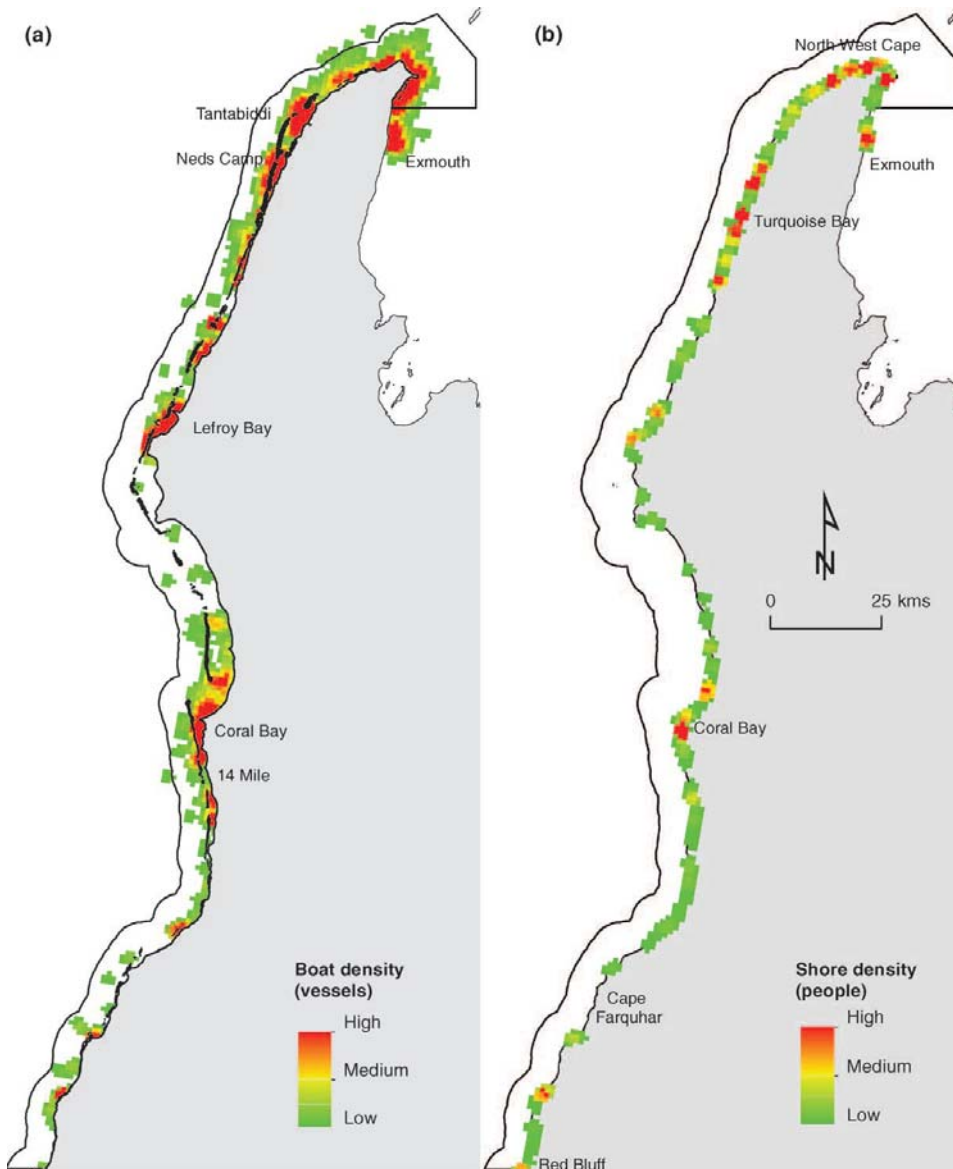 (a)
Tantabiddi
Neds Camp
Exmouth
Lefroy Bay
Coral Bay
14 Mile
Boat density
(vessels)
High
Medium
Low
(b)
North West Cape
Exmouth
Turquoise Bay
N
0 25 kms
Coral Bay
Cape
Farquhar
Shore density
(people)
High
Medium
Low
Red Bluff